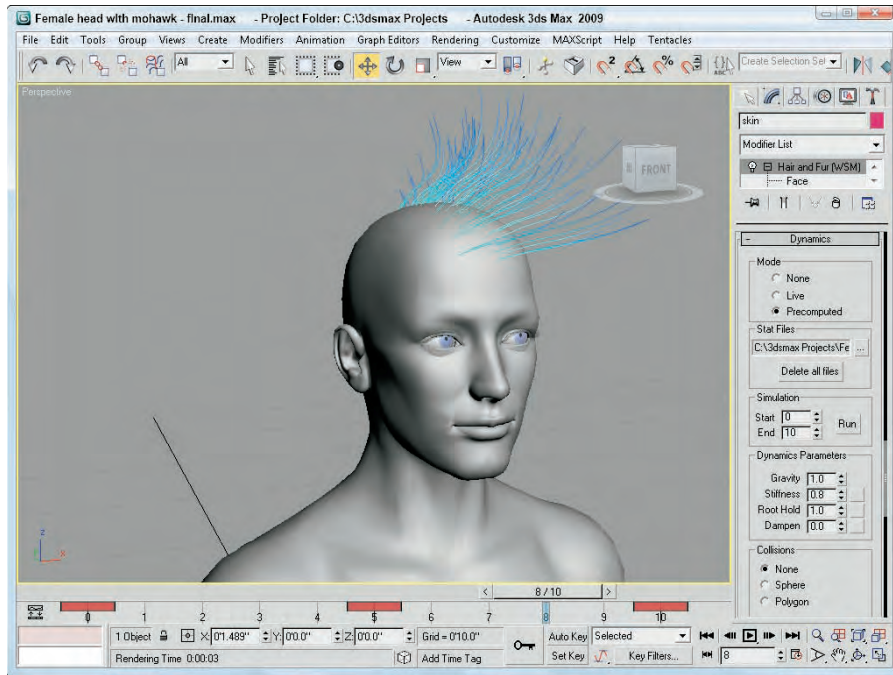 Female head with mohawk - final.max - Project Folder: C:\3dsmax Projects - Autodesk 3ds Max 2009
File Edit Tools Group Views Create Modifiers Animation Graph Editors Rendering Customize MAXScript Help Tentacles
All View Create Selection Set
Perspective
FRONT
skin
Modifier List
Hair and Fur (WSM)
Face
- Dynamics
Mode
None
Live
Precomputed
Stat Files
C:\3dsmax Projects\Fe ...
Delete all files
Simulation
Start 0
End 10
Run
Dynamics Parameters
Gravity 1.0
Stiffness 0.8
Root Hold 1.0
Dampen 0.0
Collisions
None
Sphere
Polygon
z
x
< 8 / 10 >
0 1 2 3 4 5 6 7 8 9 10
1 Object X: 0'1.489" Y: 0'0.0" Z: 0'0.0" Grid = 0'10.0" Auto Key Selected
Rendering Time 0:00:03 Add Time Tag Set Key Key Filters... 8